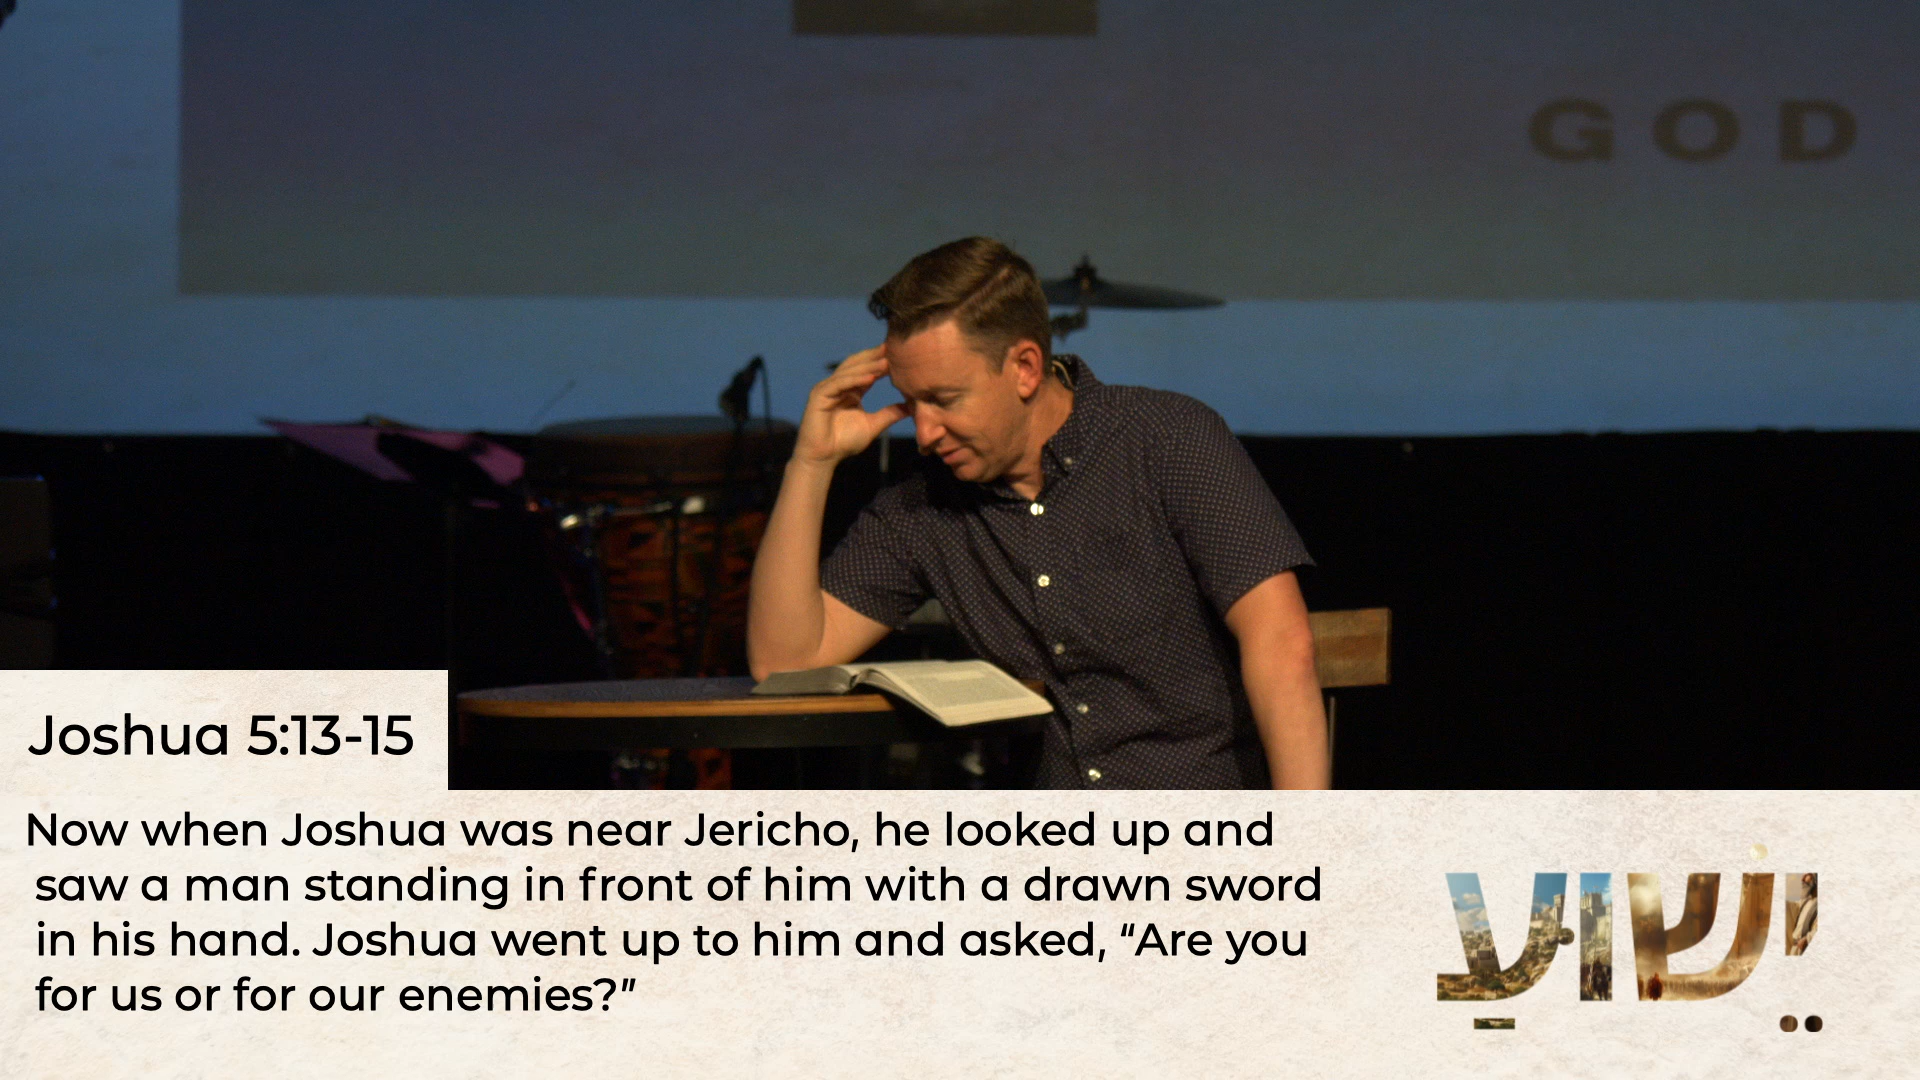 GOD
Joshua 5:13-15
Now when Joshua was near Jericho, he looked up and
saw a man standing in front of him with a drawn sword
in his hand. Joshua went up to him and asked, “Are you
for us or for our enemies?”
יֵשׁוּעַ